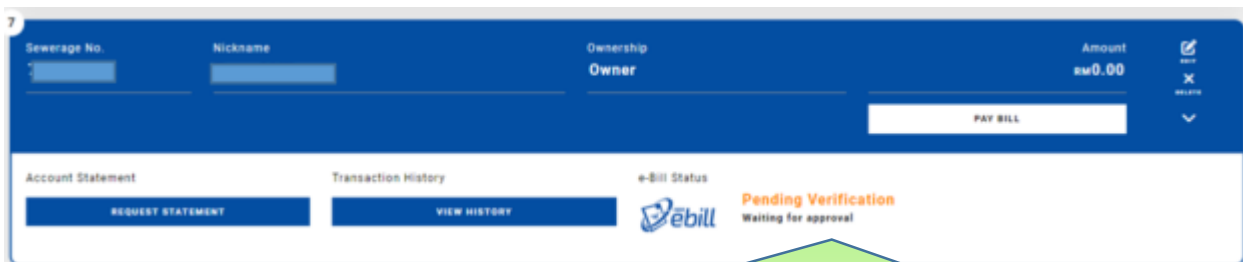 7
Sewerage No.
Nickname
Ownership
Owner
Amount
RM0.00
EDIT
DELETE
PAY BILL
Account Statement
REQUEST STATEMENT
Transaction History
VIEW HISTORY
e-Bill Status
ēbill
Pending Verification
Waiting for approval